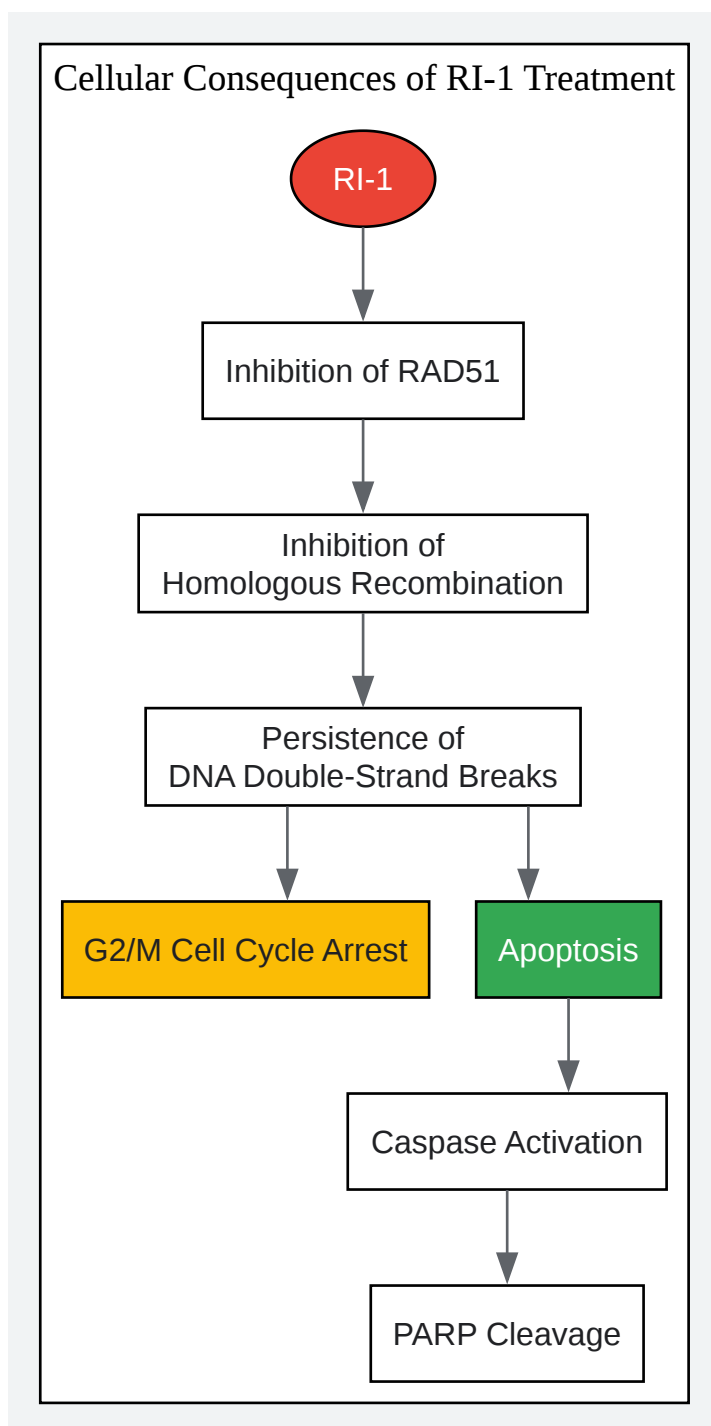 Cellular Consequences of RI-1 Treatment
RI-1
Inhibition of RAD51
Inhibition of
Homologous Recombination
Persistence of
DNA Double-Strand Breaks
G2/M Cell Cycle Arrest
Apoptosis
Caspase Activation
PARP Cleavage